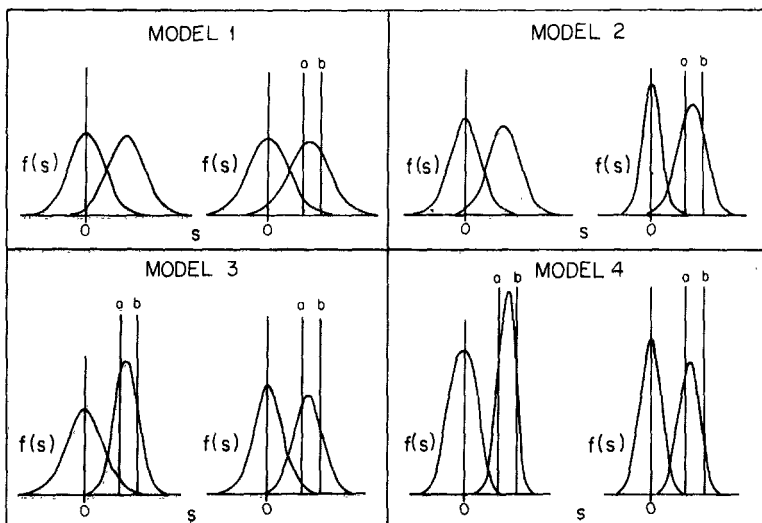 MODEL 1
a b
f(s) f(s)
0 0
s
MODEL 2
a b
f(s) f(s)
0 0
s
MODEL 3
a b a b
f(s) f(s)
0 0
s
MODEL 4
a b a b
f(s) f(s)
0 0
s